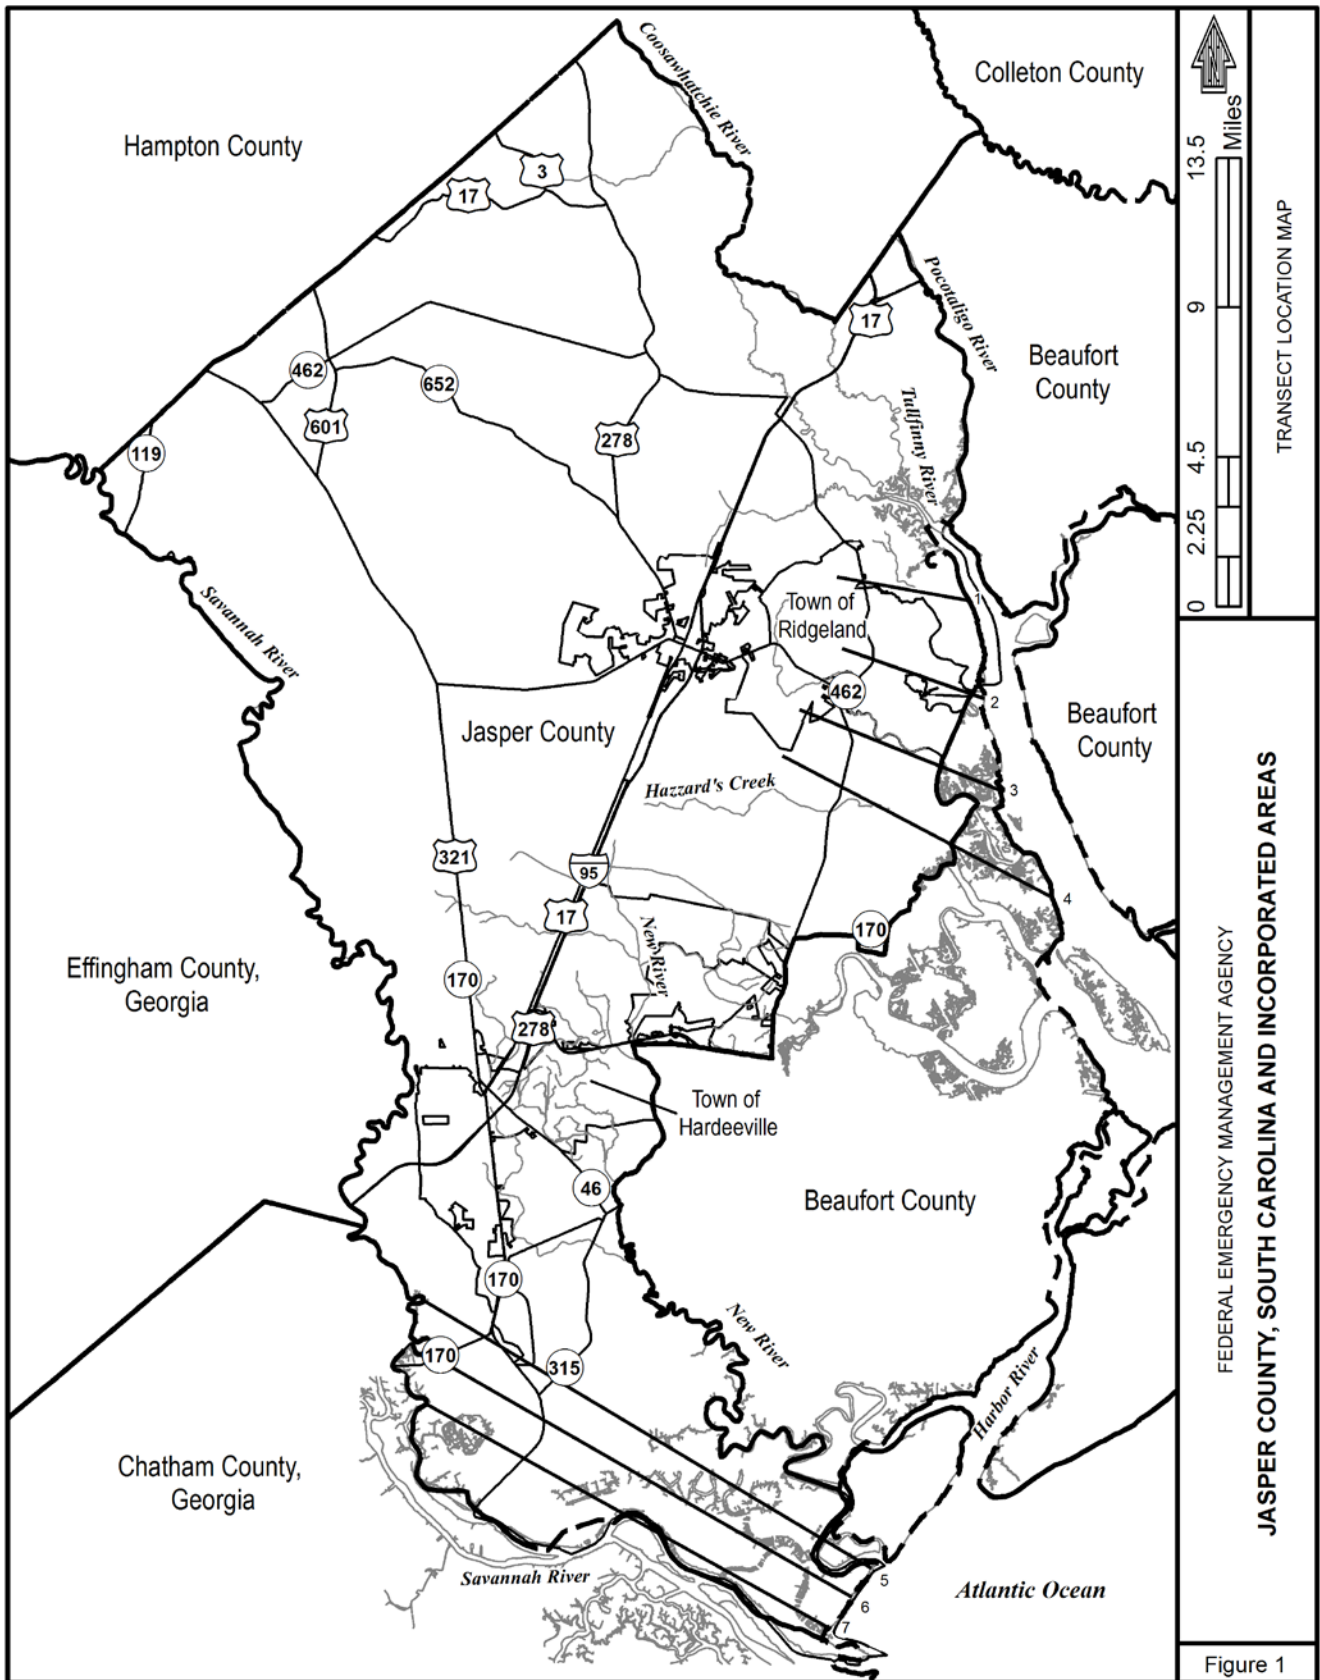 Colleton County
Coosawhatchie River
Hampton County
3
17
Pocotaligo River
17
Beaufort
County
462
652
Tullfinny River
601
278
119
Savannah River
1
Town of
Ridgeland
462
2
Beaufort
County
Jasper County
Hazzard's Creek
3
321
95
4
17
170
New River
Effingham County,
Georgia
170
278
Town of
Hardeeville
46
Beaufort County
170
New River
170
315
Harbor River
Chatham County,
Georgia
Savannah River
5
Atlantic Ocean
6
7
N
Miles
0 2.25 4.5 9 13.5
TRANSECT LOCATION MAP
FEDERAL EMERGENCY MANAGEMENT AGENCY
JASPER COUNTY, SOUTH CAROLINA AND INCORPORATED AREAS
Figure 1